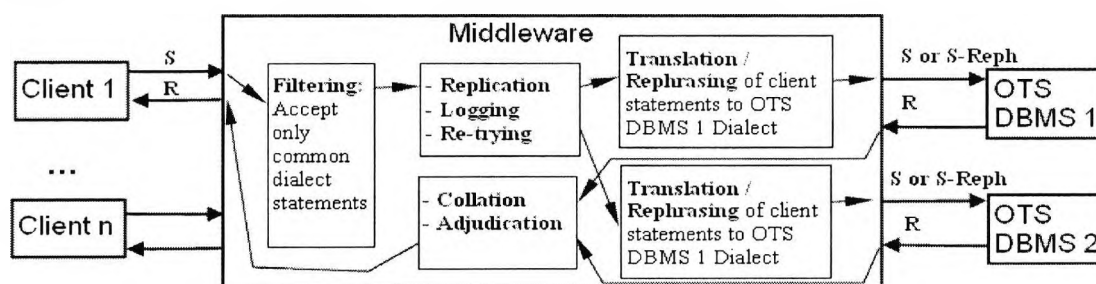 Middleware
Client 1
S
R
...
Client n
Filtering:
Accept
only
common
dialect
statements
- Replication
- Logging
- Re-trying
- Collation
- Adjudication
Translation /
Rephrasing of client
statements to OTS
DBMS 1 Dialect
Translation /
Rephrasing of client
statements to OTS
DBMS 1 Dialect
S or S-Reph
R
OTS
DBMS 1
S or S-Reph
R
OTS
DBMS 2